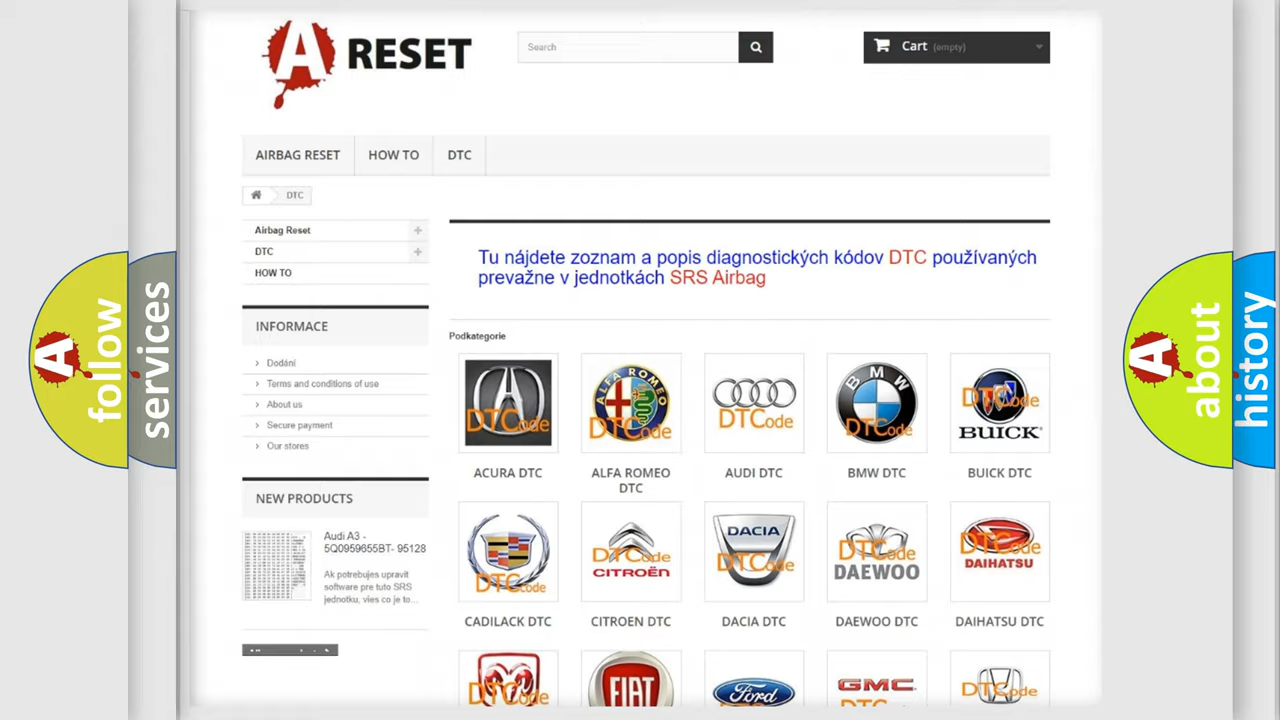 A RESET
Search
Cart (empty)
AIRBAG RESET
HOW TO
DTC
DTC
Airbag Reset
DTC
HOW TO
INFORMACE
Dodání
Terms and conditions of use
About us
Secure payment
Our stores
NEW PRODUCTS
Audi A3 -
5Q0959655BT- 95128
Ak potrebujes upravit
software pre tuto SRS
jednotku, vies co je to...
Tu nájdete zoznam a popis diagnostických kódov DTC používaných
prevažne v jednotkách SRS Airbag
Podkategorie
DTCode
ALFA ROMEO
DTCode
DTCode
BMW
DTCode
DTCode
BUICK
ACURA DTC
ALFA ROMEO
DTC
AUDI DTC
BMW DTC
BUICK DTC
DTCode
DTCode
CITROËN
DACIA
DTCode
DTCode
DAEWOO
DTCode
DAIHATSU
CADILACK DTC
CITROEN DTC
DACIA DTC
DAEWOO DTC
DAIHATSU DTC
DTCode
FIAT
Ford
GMC
DTCode
A
follow
services
A
about
history